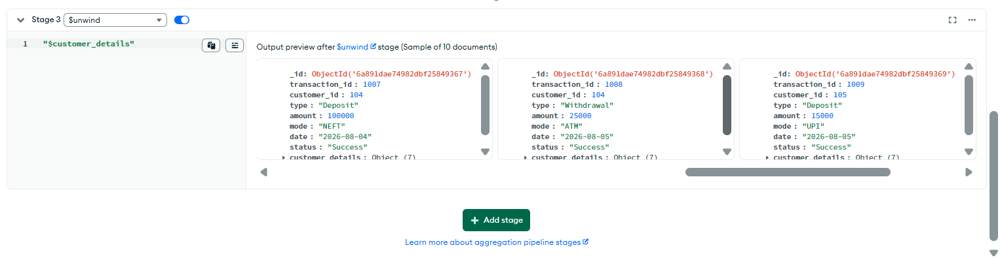 Stage 3 $unwind
1 "$customer_details"
Output preview after $unwind stage (Sample of 10 documents)
_id: ObjectId('6a891dae74982dbf25849367')
transaction_id : 1007
customer_id : 104
type : "Deposit"
amount : 100000
mode : "NEFT"
date : "2026-08-04"
status : "Success"
customer_details : Object (7)
_id: ObjectId('6a891dae74982dbf25849368')
transaction_id : 1008
customer_id : 104
type : "Withdrawal"
amount : 25000
mode : "ATM"
date : "2026-08-05"
status : "Success"
customer_details : Object (7)
_id: ObjectId('6a891dae74982dbf25849369')
transaction_id : 1009
customer_id : 105
type : "Deposit"
amount : 15000
mode : "UPI"
date : "2026-08-05"
status : "Success"
customer_details : Object (7)
+ Add stage
Learn more about aggregation pipeline stages